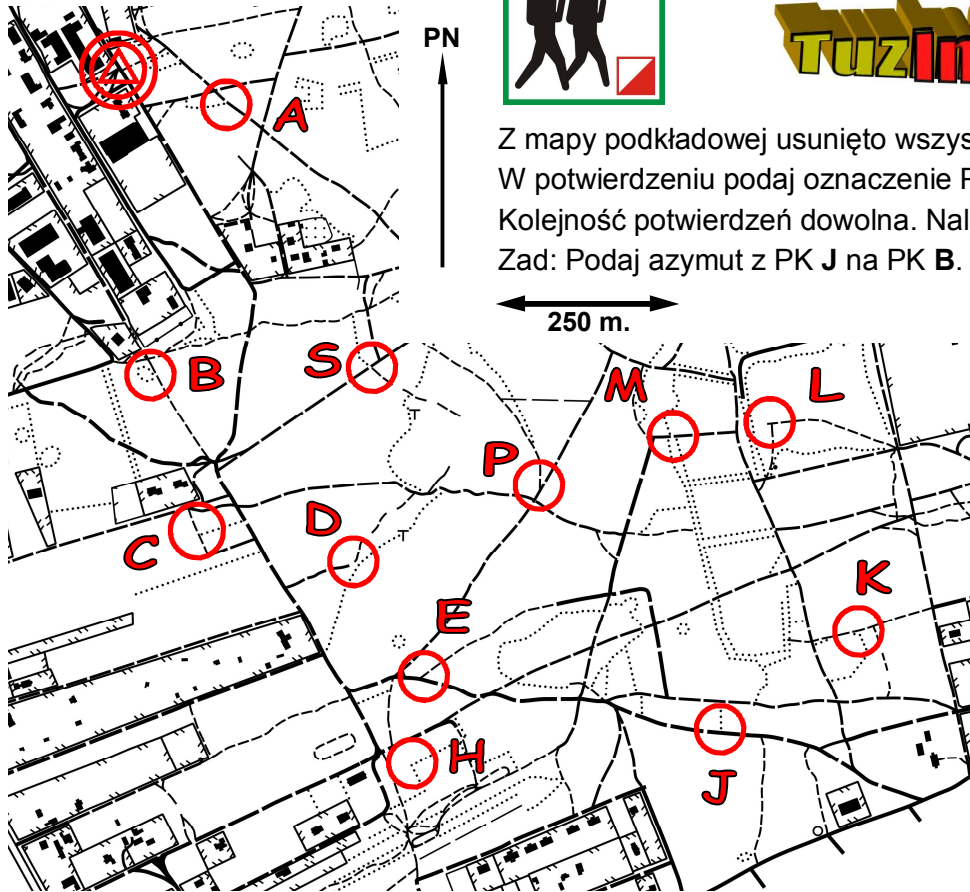 PN
TuzIn
A
Z mapy podkładowej usunięto wszys
W potwierdzeniu podaj oznaczenie P
Kolejność potwierdzeń dowolna. Nal
Zad: Podaj azymut z PK J na PK B.
250 m.
B
S
M
L
P
D
C
K
E
H
J